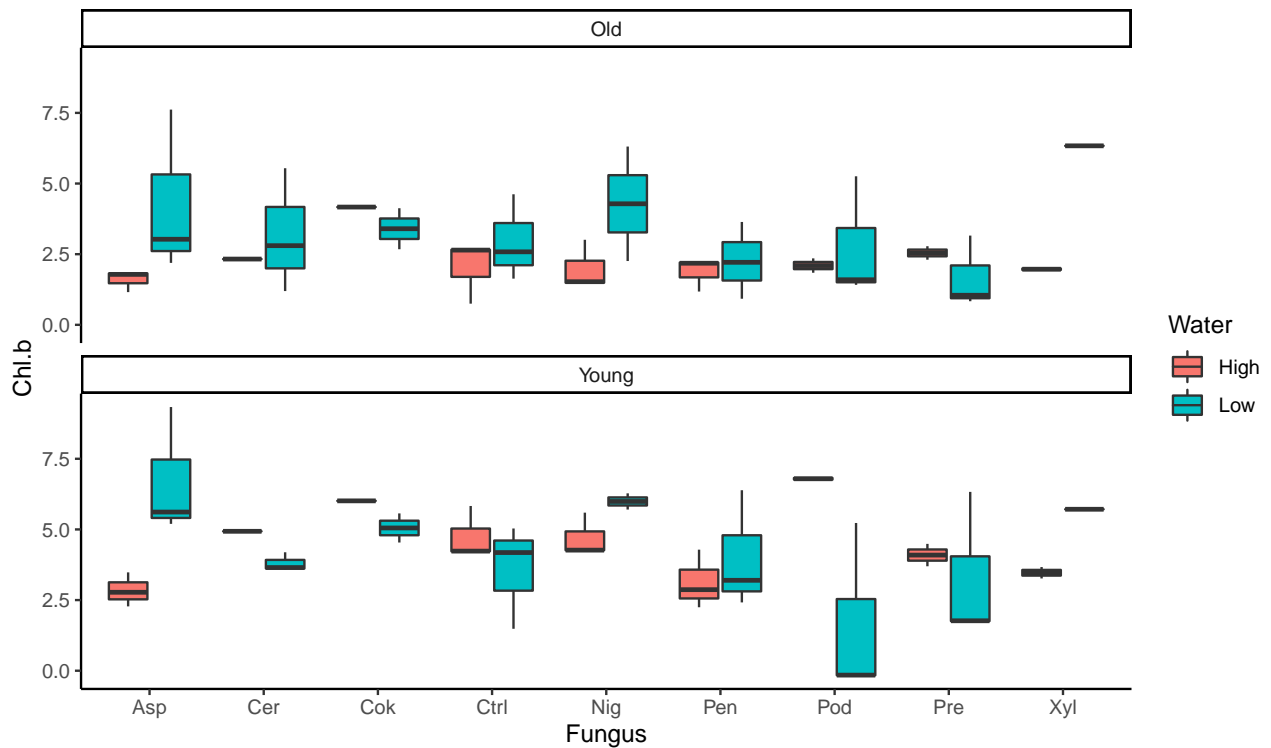 Old
7.5
5.0
2.5
0.0
Chl.b
Young
7.5
5.0
2.5
0.0
Asp Cer Cok Ctrl Nig Pen Pod Pre Xyl
Fungus
Water
High
Low